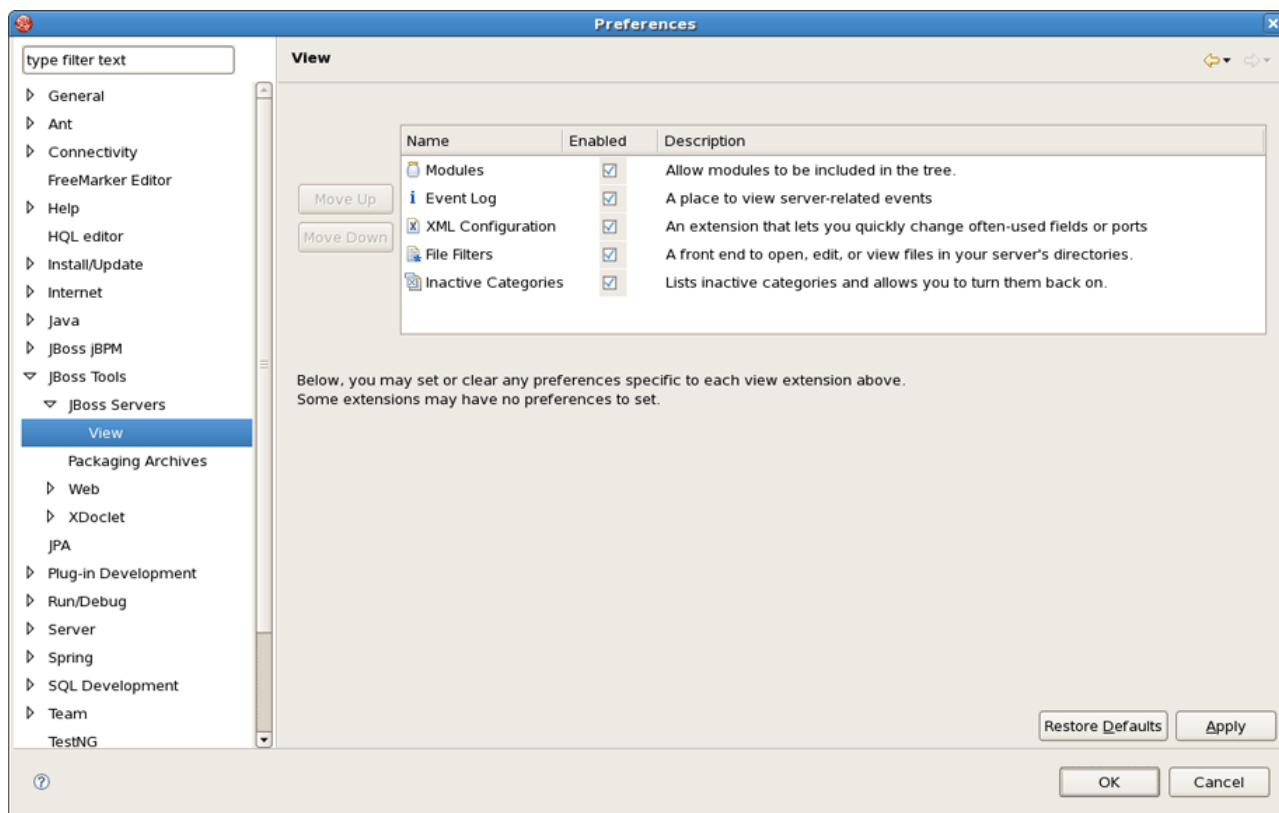 Preferences
type filter text
General
Ant
Connectivity
FreeMarker Editor
Help
HQL editor
Install/Update
Internet
Java
JBoss jBPM
JBoss Tools
JBoss Servers
View
Packaging Archives
Web
XDoclet
JPA
Plug-in Development
Run/Debug
Server
Spring
SQL Development
Team
TestNG
View
Move Up
Move Down
Name Enabled Description
Modules Allow modules to be included in the tree.
Event Log A place to view server-related events
XML Configuration An extension that lets you quickly change often-used fields or ports
File Filters A front end to open, edit, or view files in your server's directories.
Inactive Categories Lists inactive categories and allows you to turn them back on.
Below, you may set or clear any preferences specific to each view extension above.
Some extensions may have no preferences to set.
Restore Defaults Apply
OK Cancel